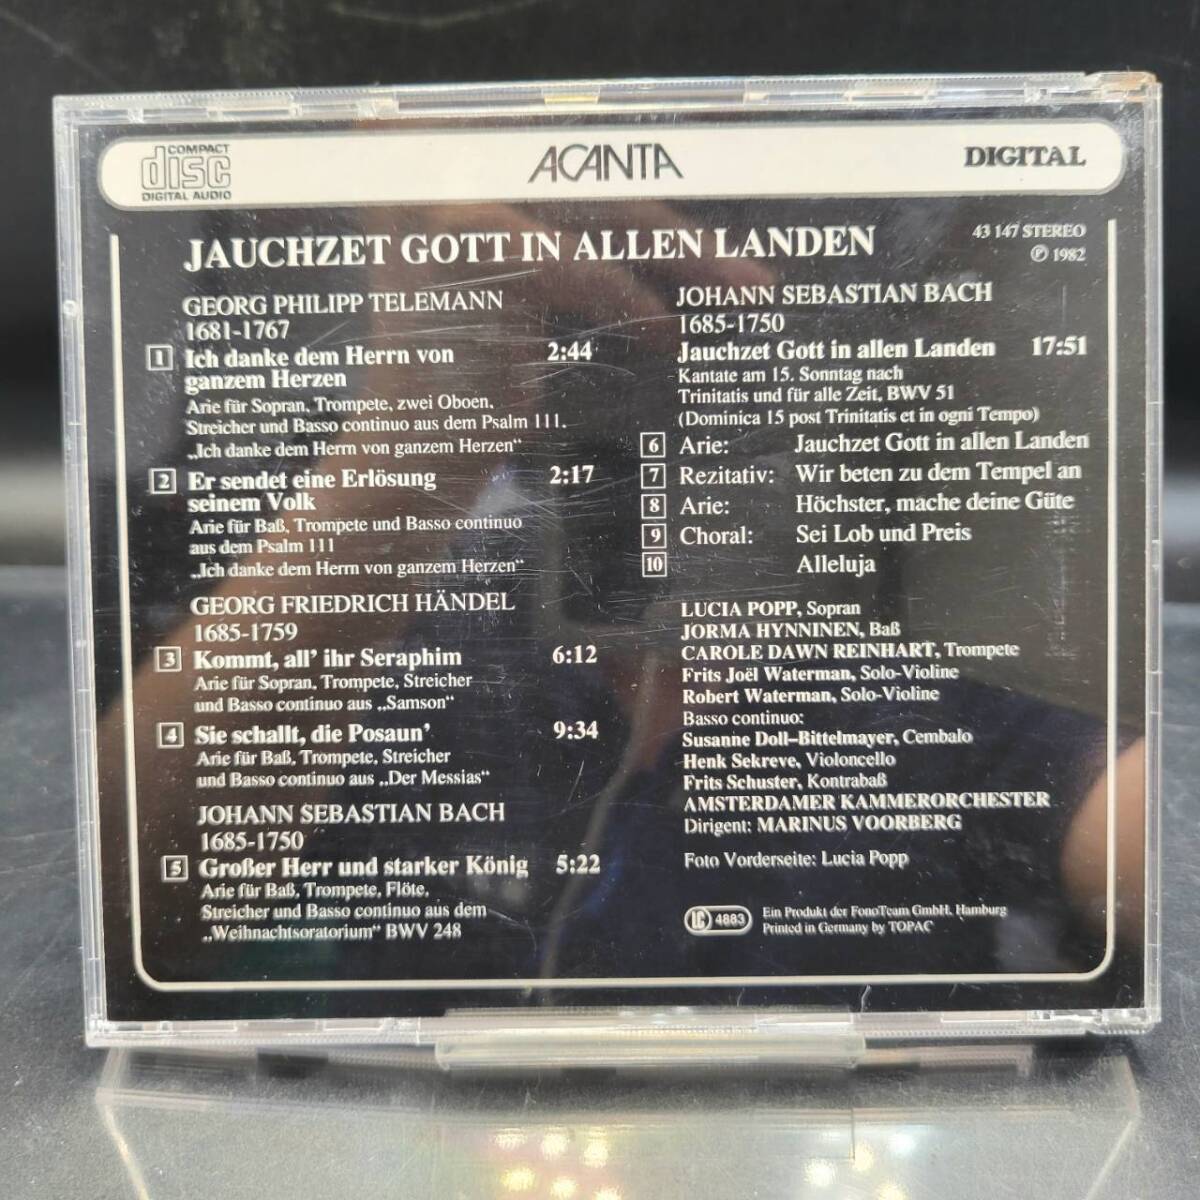 COMPACT
disc
DIGITAL AUDIO
ACANTA
DIGITAL
JAUCHZET GOTT IN ALLEN LANDEN
43 147 STEREO
Ⓟ 1982
GEORG PHILIPP TELEMANN
1681-1767
1 Ich danke dem Herrn von 2:44
ganzem Herzen
Arie für Sopran, Trompete, zwei Oboen,
Streicher und Basso continuo aus dem Psalm 111.
„Ich danke dem Herrn von ganzem Herzen“
2 Er sendet eine Erlösung 2:17
seinem Volk
Arie für Baß, Trompete und Basso continuo
aus dem Psalm 111
„Ich danke dem Herrn von ganzem Herzen“
GEORG FRIEDRICH HÄNDEL
1685-1759
3 Kommt, all' ihr Seraphim 6:12
Arie für Sopran, Trompete, Streicher
und Basso continuo aus „Samson“
4 Sie schallt, die Posaun' 9:34
Arie für Baß, Trompete, Streicher
und Basso continuo aus „Der Messias“
JOHANN SEBASTIAN BACH
1685-1750
5 Großer Herr und starker König 5:22
Arie für Baß, Trompete, Flöte,
Streicher und Basso continuo aus dem
„Weihnachtsoratorium“ BWV 248
JOHANN SEBASTIAN BACH
1685-1750
Jauchzet Gott in allen Landen 17:51
Kantate am 15. Sonntag nach
Trinitatis und für alle Zeit, BWV 51
(Dominica 15 post Trinitatis et in ogni Tempo)
6 Arie: Jauchzet Gott in allen Landen
7 Rezitativ: Wir beten zu dem Tempel an
8 Arie: Höchster, mache deine Güte
9 Choral: Sei Lob und Preis
10 Alleluja
LUCIA POPP, Sopran
JORMA HYNNINEN, Baß
CAROLE DAWN REINHART, Trompete
Frits Joël Waterman, Solo-Violine
Robert Waterman, Solo-Violine
Basso continuo:
Susanne Doll-Bittelmayer, Cembalo
Henk Sekreve, Violoncello
Frits Schuster, Kontrabaß
AMSTERDAMER KAMMERORCHESTER
Dirigent: MARINUS VOORBERG
Foto Vorderseite: Lucia Popp
LC 4883
Ein Produkt der FonoTeam GmbH, Hamburg
Printed in Germany by TOPAC